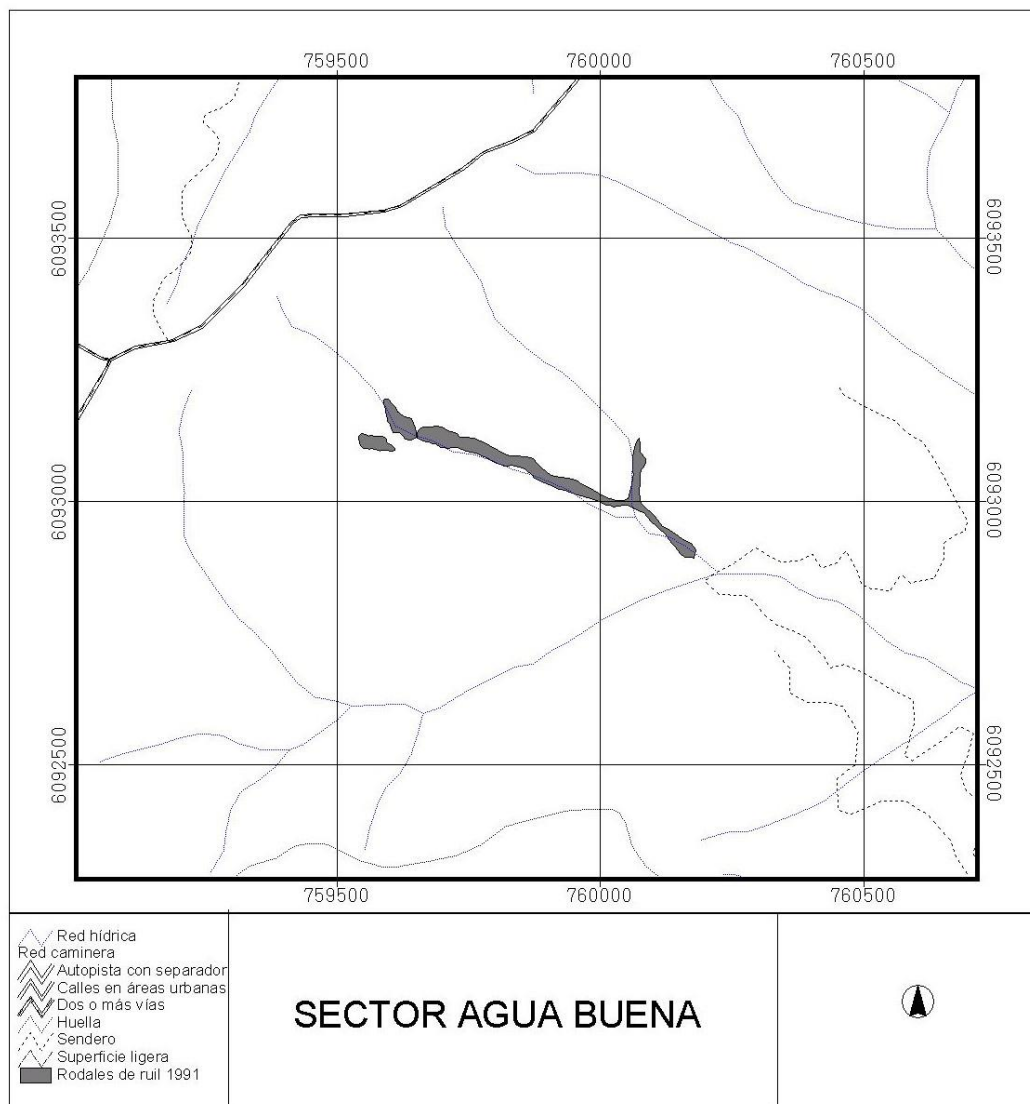 759500 760000 760500
6093500 6093500
6093000 6093000
6092500 6092500
759500 760000 760500
Red hídrica
Red caminera
Autopista con separador
Calles en áreas urbanas
Dos o más vías
Huella
Sendero
Superficie ligera
Rodales de ruil 1991
SECTOR AGUA BUENA